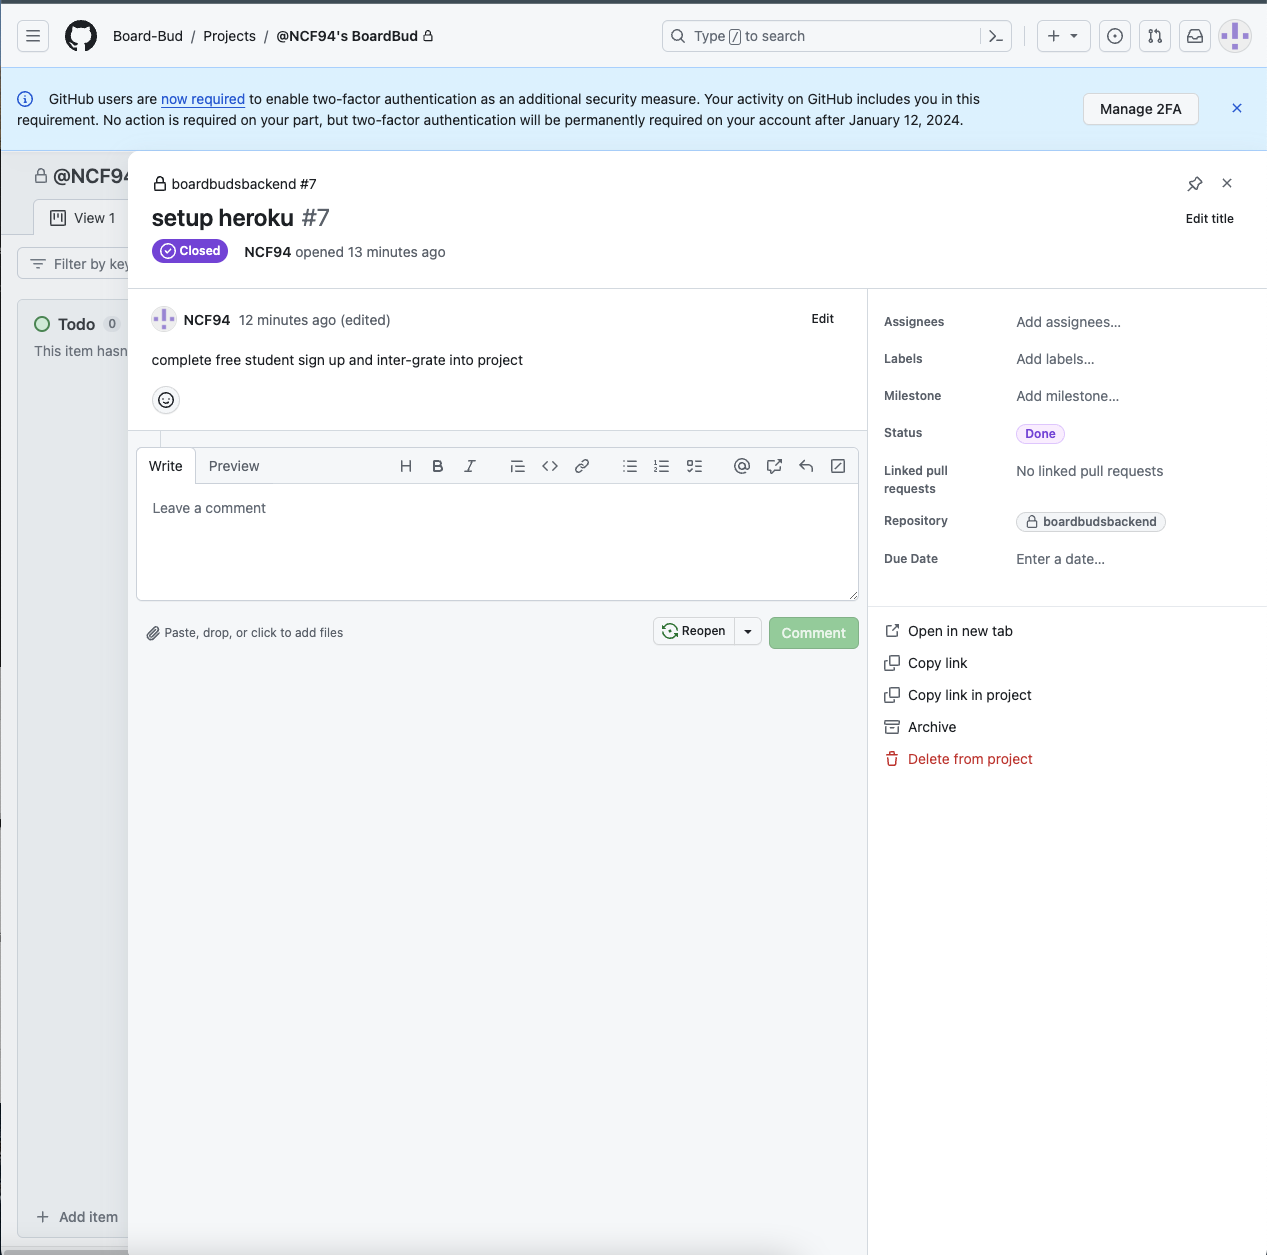 Board-Bud / Projects / @NCF94's BoardBud
Type / to search
GitHub users are now required to enable two-factor authentication as an additional security measure. Your activity on GitHub includes you in this
requirement. No action is required on your part, but two-factor authentication will be permanently required on your account after January 12, 2024.
Manage 2FA
@NCF94
View 1
Filter by key
Todo 0
This item hasn
Add item
boardbudsbackend #7
setup heroku #7
Edit title
Closed NCF94 opened 13 minutes ago
NCF94 12 minutes ago (edited)
Edit
complete free student sign up and inter-grate into project
Write Preview
Leave a comment
Paste, drop, or click to add files
Reopen
Comment
Assignees Add assignees...
Labels Add labels...
Milestone Add milestone...
Status Done
Linked pull
requests
No linked pull requests
Repository boardbudsbackend
Due Date Enter a date...
Open in new tab
Copy link
Copy link in project
Archive
Delete from project